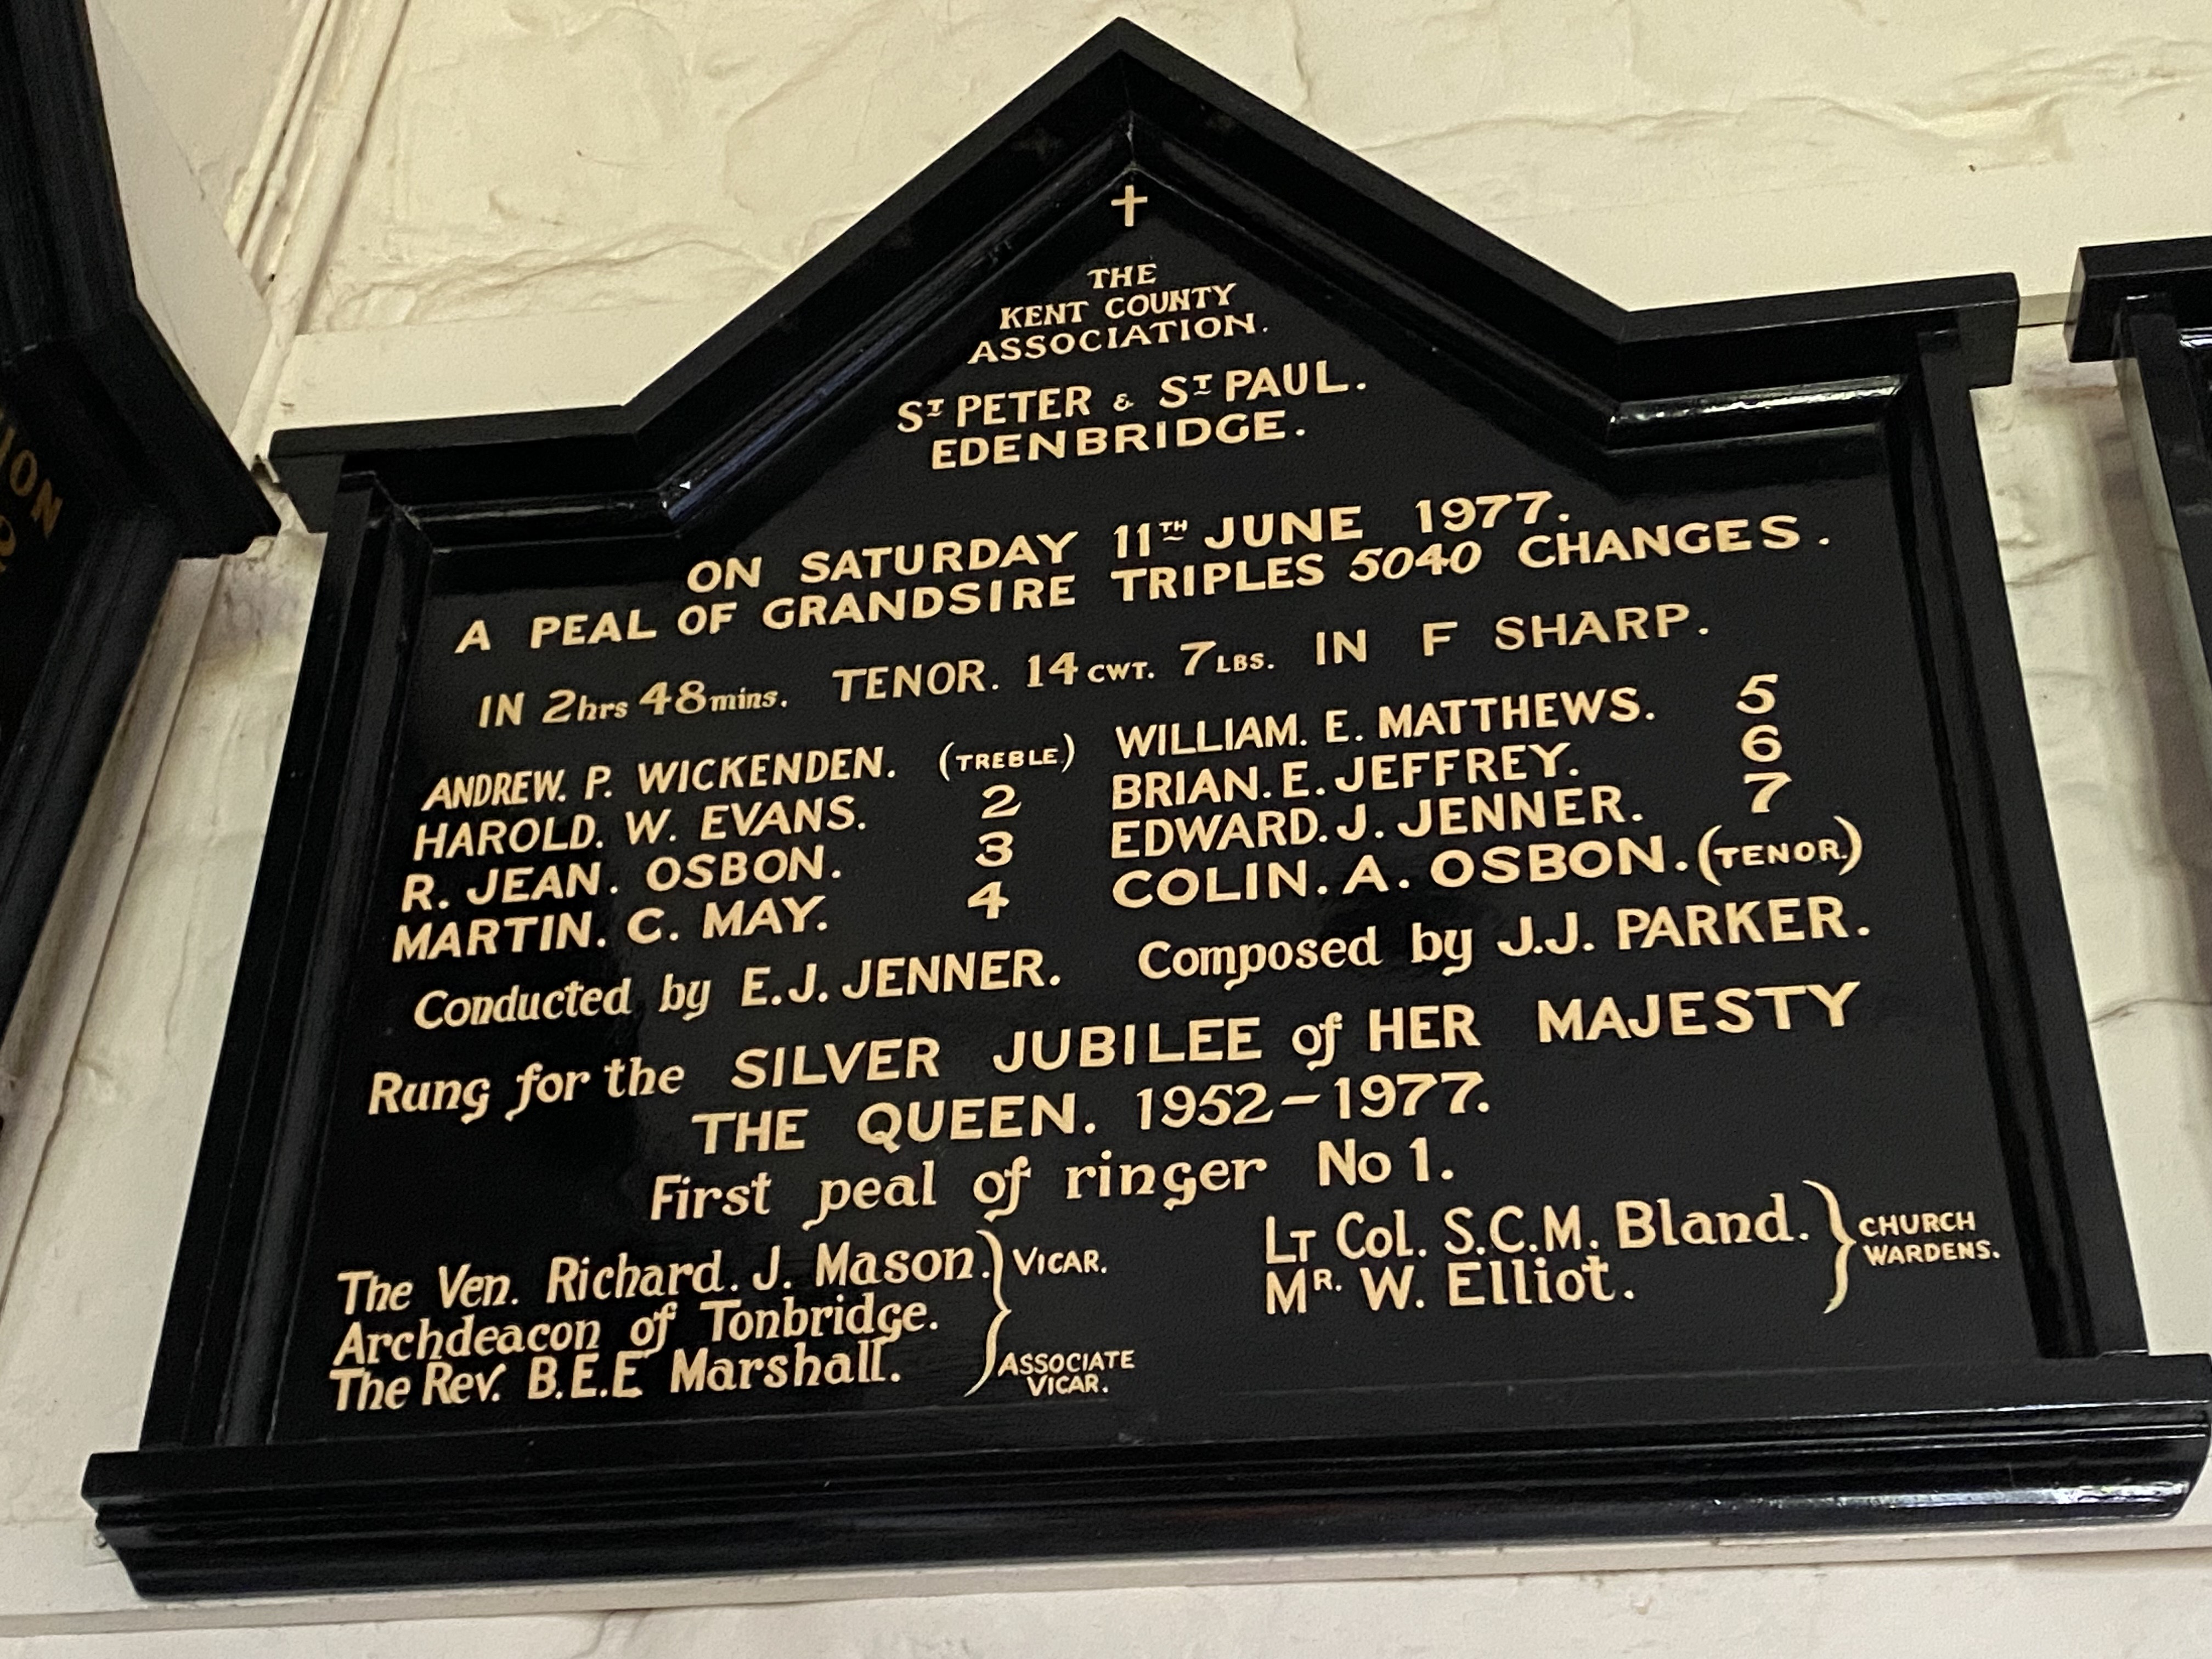 THE
KENT COUNTY
ASSOCIATION.
ST PETER & ST PAUL.
EDENBRIDGE.
ON SATURDAY 11TH JUNE 1977.
A PEAL OF GRANDSIRE TRIPLES 5040 CHANGES.
IN 2hrs 48mins. TENOR. 14 CWT. 7 LBS. IN F SHARP.
ANDREW. P. WICKENDEN. (TREBLE) WILLIAM. E. MATTHEWS. 5
HAROLD. W. EVANS. 2 BRIAN. E. JEFFREY. 6
R. JEAN. OSBON. 3 EDWARD. J. JENNER. 7
MARTIN. C. MAY. 4 COLIN. A. OSBON. (TENOR.)
Conducted by E.J. JENNER. Composed by J.J. PARKER.
Rung for the SILVER JUBILEE of HER MAJESTY
THE QUEEN. 1952-1977.
First peal of ringer No 1.
The Ven. Richard. J. Mason. VICAR.
Archdeacon of Tonbridge.
The Rev. B.E.E Marshall. ASSOCIATE
VICAR.
LT Col. S.C.M. Bland. CHURCH
MR. W. Elliot. WARDENS.
ION